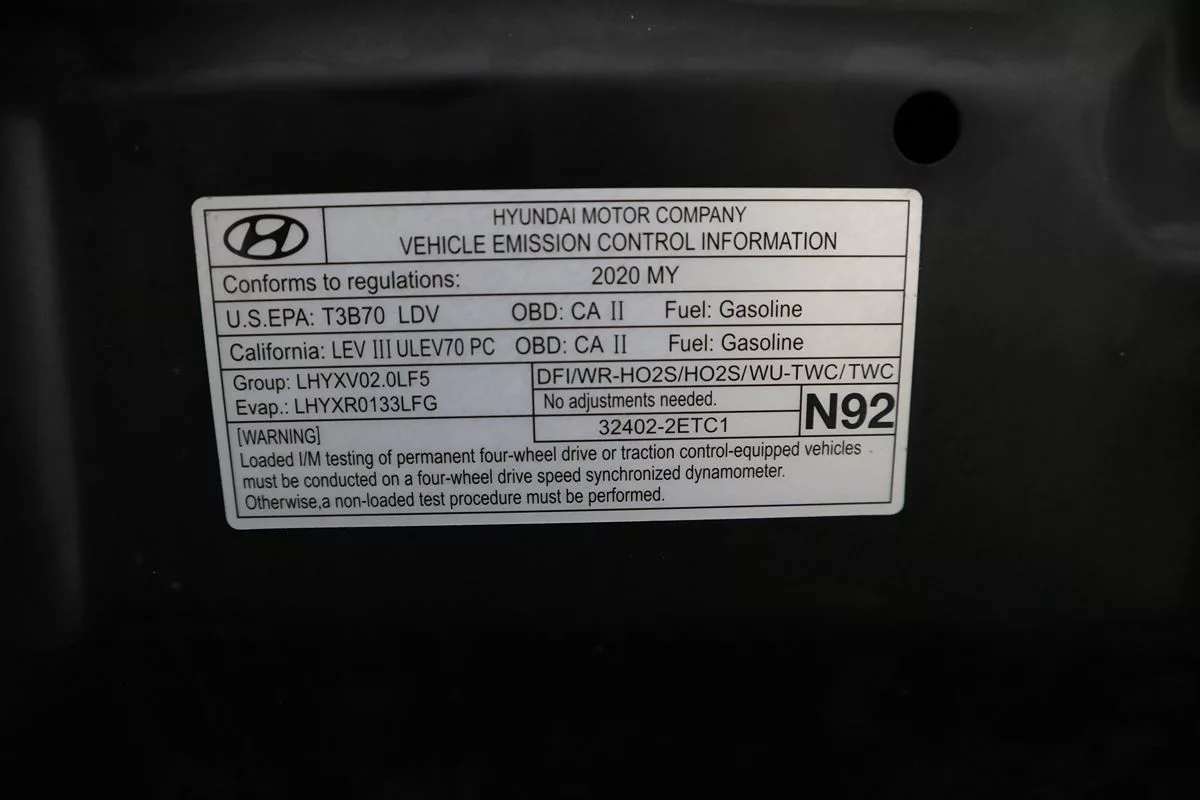 HYUNDAI MOTOR COMPANY
VEHICLE EMISSION CONTROL INFORMATION
Conforms to regulations: 2020 MY
U.S.EPA: T3B70 LDV OBD: CA II Fuel: Gasoline
California: LEV III ULEV70 PC OBD: CA II Fuel: Gasoline
Group: LHYXV02.0LF5
Evap.: LHYXR0133LFG
DFI/WR-HO2S/HO2S/WU-TWC/TWC
No adjustments needed.
32402-2ETC1
N92
[WARNING]
Loaded I/M testing of permanent four-wheel drive or traction control-equipped vehicles
must be conducted on a four-wheel drive speed synchronized dynamometer.
Otherwise,a non-loaded test procedure must be performed.